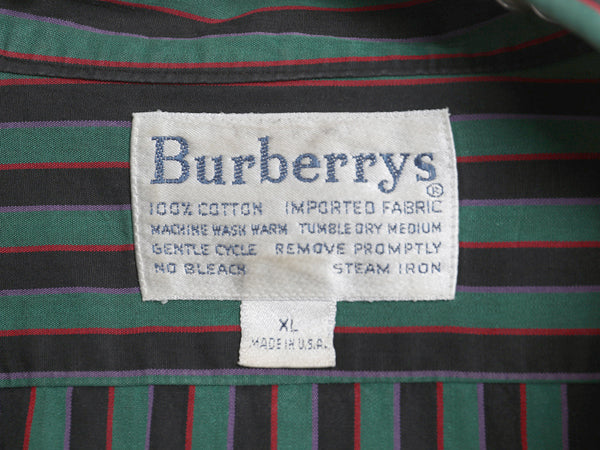 Burberrys
®
100% COTTON IMPORTED FABRIC
MACHINE WASH WARM TUMBLE DRY MEDIUM
GENTLE CYCLE REMOVE PROMPTLY
NO BLEACH STEAM IRON
XL
MADE IN U.S.A.